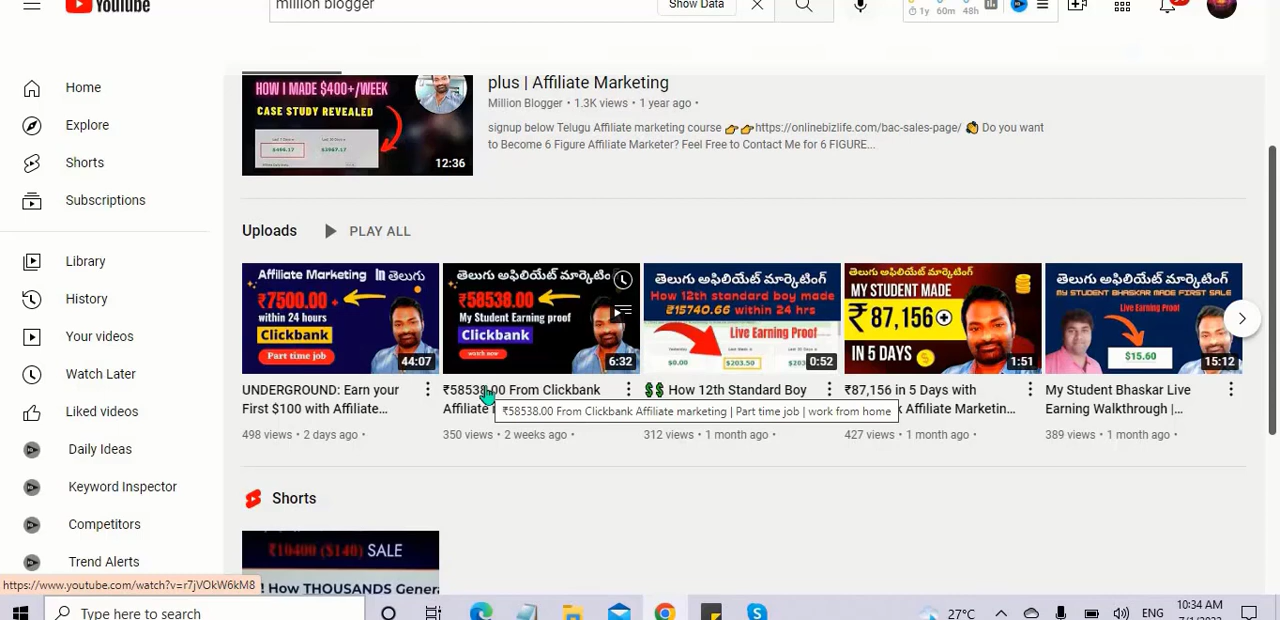 YouTube
million blogger
Show Data
1y 60m 48h
Home
Explore
Shorts
Subscriptions
Library
History
Your videos
Watch Later
Liked videos
Daily Ideas
Keyword Inspector
Competitors
Trend Alerts
HOW I MADE $400+/WEEK
CASE STUDY REVEALED
12:36
plus | Affiliate Marketing
Million Blogger • 1.3K views • 1 year ago •
signup below Telugu Affiliate marketing course 👉👉https://onlinebizlife.com/bac-sales-page/ 👏 Do you want
to Become 6 Figure Affiliate Marketer? Feel Free to Contact Me for 6 FIGURE...
Uploads
PLAY ALL
Affiliate Marketing In తెలుగు
₹7500.00 +
within 24 hours
Clickbank
Part time job
44:07
UNDERGROUND: Earn your
First $100 with Affiliate...
498 views • 2 days ago •
తెలుగు అఫిలియేట్ మార్కెటిం
₹58538.00
My Student Earning proof
Clickbank
watch now
6:32
₹58538.00 From Clickbank
Affiliate
350 views • 2 weeks ago •
తెలుగు అఫిలియేట్ మార్కెటింగ్
How 12th standard boy made
₹15740.66 within 24 hrs
Live Earning Proof
$0.00
$203.50
0:52
$$ How 12th Standard Boy
312 views • 1 month ago •
తెలుగు అఫిలియేట్ మార్కెటింగ్
MY STUDENT MADE
₹87,156
IN 5 DAYS
1:51
₹87,156 in 5 Days with
Affiliate Marketin...
427 views • 1 month ago •
తెలుగు అఫిలియేట్ మార్కెటింగ్
MY STUDENT BHASKAR MADE FIRST SALE
Live Earning Proof
$15.60
15:12
My Student Bhaskar Live
Earning Walkthrough |...
389 views • 1 month ago •
₹58538.00 From Clickbank Affiliate marketing | Part time job | work from home
Shorts
₹10400 ($140) SALE
! How THOUSANDS Gener
https://www.youtube.com/watch?v=r7jVOkW6kM8
Type here to search
27°C
ENG
10:34 AM